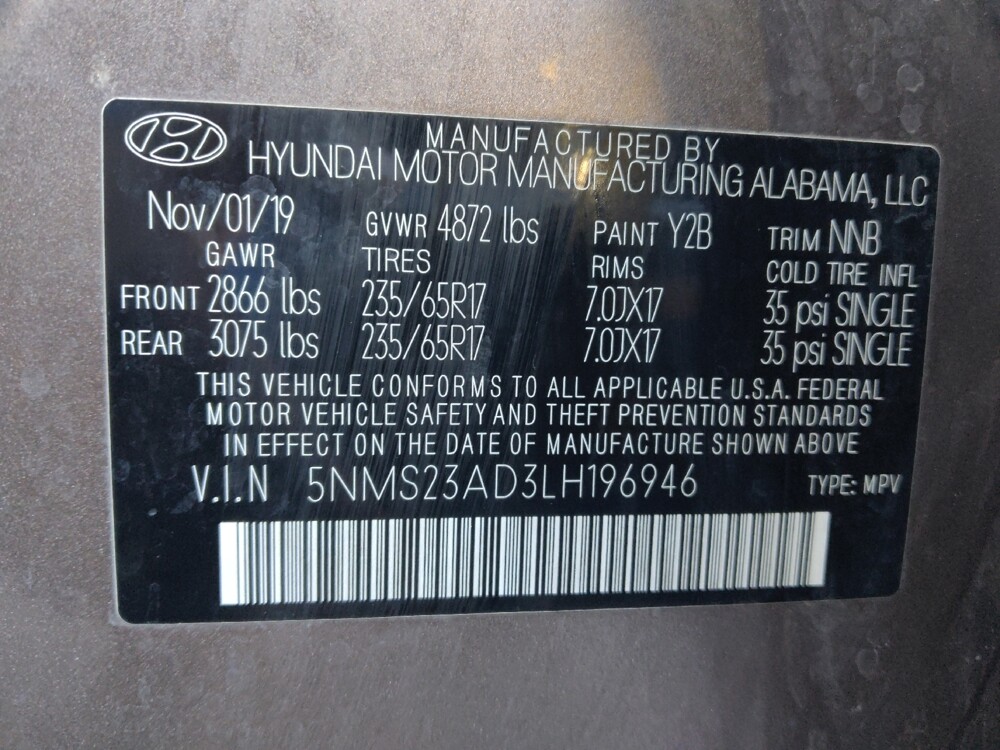 MANUFACTURED BY
HYUNDAI MOTOR MANUFACTURING ALABAMA, LLC
Nov/01/19 GVWR 4872 lbs PAINT Y2B TRIM NNB
GAWR TIRES RIMS COLD TIRE INFL
FRONT 2866 lbs 235/65R17 7.0JX17 35 psi SINGLE
REAR 3075 lbs 235/65R17 7.0JX17 35 psi SINGLE
THIS VEHICLE CONFORMS TO ALL APPLICABLE U.S.A. FEDERAL
MOTOR VEHICLE SAFETY AND THEFT PREVENTION STANDARDS
IN EFFECT ON THE DATE OF MANUFACTURE SHOWN ABOVE
V.I.N 5NMS23AD3LH196946 TYPE: MPV